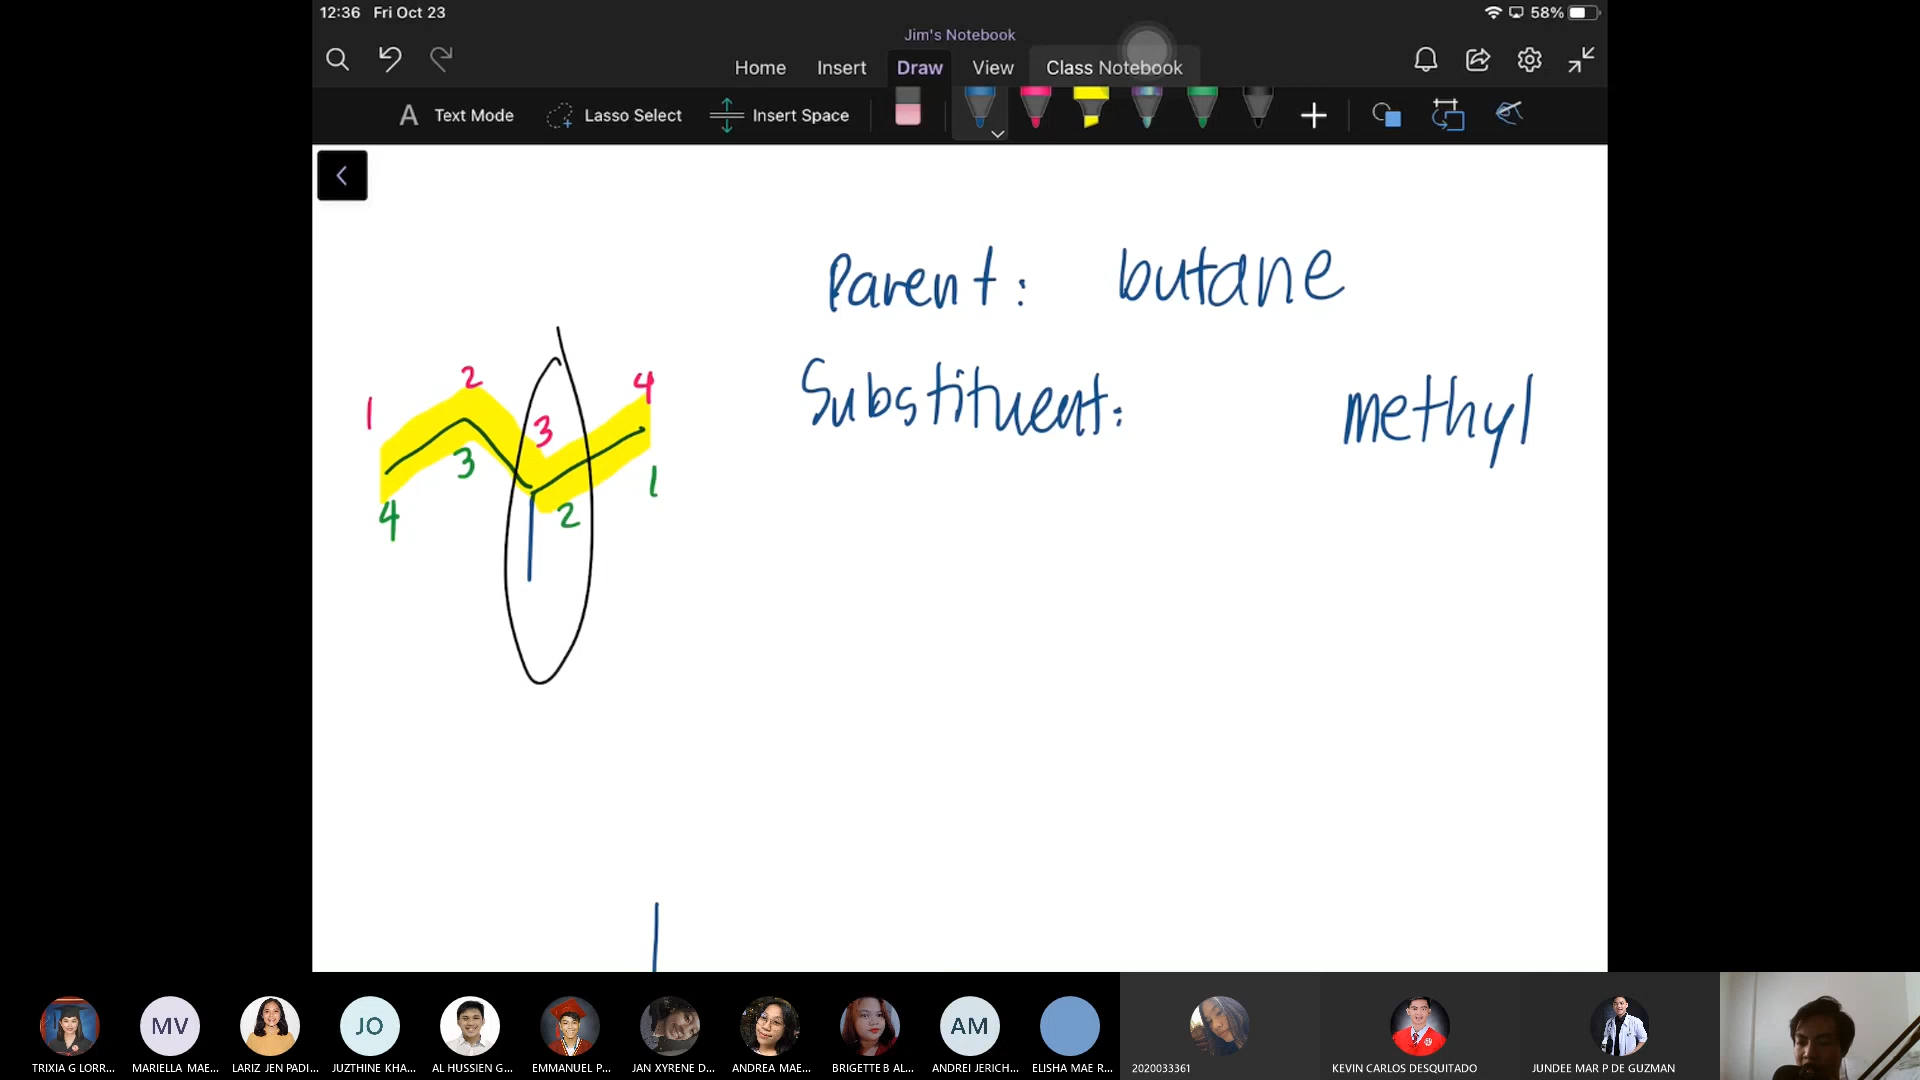 12:36 Fri Oct 23 58%
Jim's Notebook
Home Insert Draw View Class Notebook
A Text Mode Lasso Select Insert Space
Parent: butane
Substituent: methyl
1 2 3 4
4 3 2 1
MV JO AM
TRIXIA G LORR... MARIELLA MAE... LARIZ JEN PADI... JUZTHINE KHA... AL HUSSIEN G... EMMANUEL P... JAN XYRENE D... ANDREA MAE... BRIGETTE B AL... ANDREI JERICH... ELISHA MAE R... 2020033361 KEVIN CARLOS DESQUITADO JUNDEE MAR P DE GUZMAN